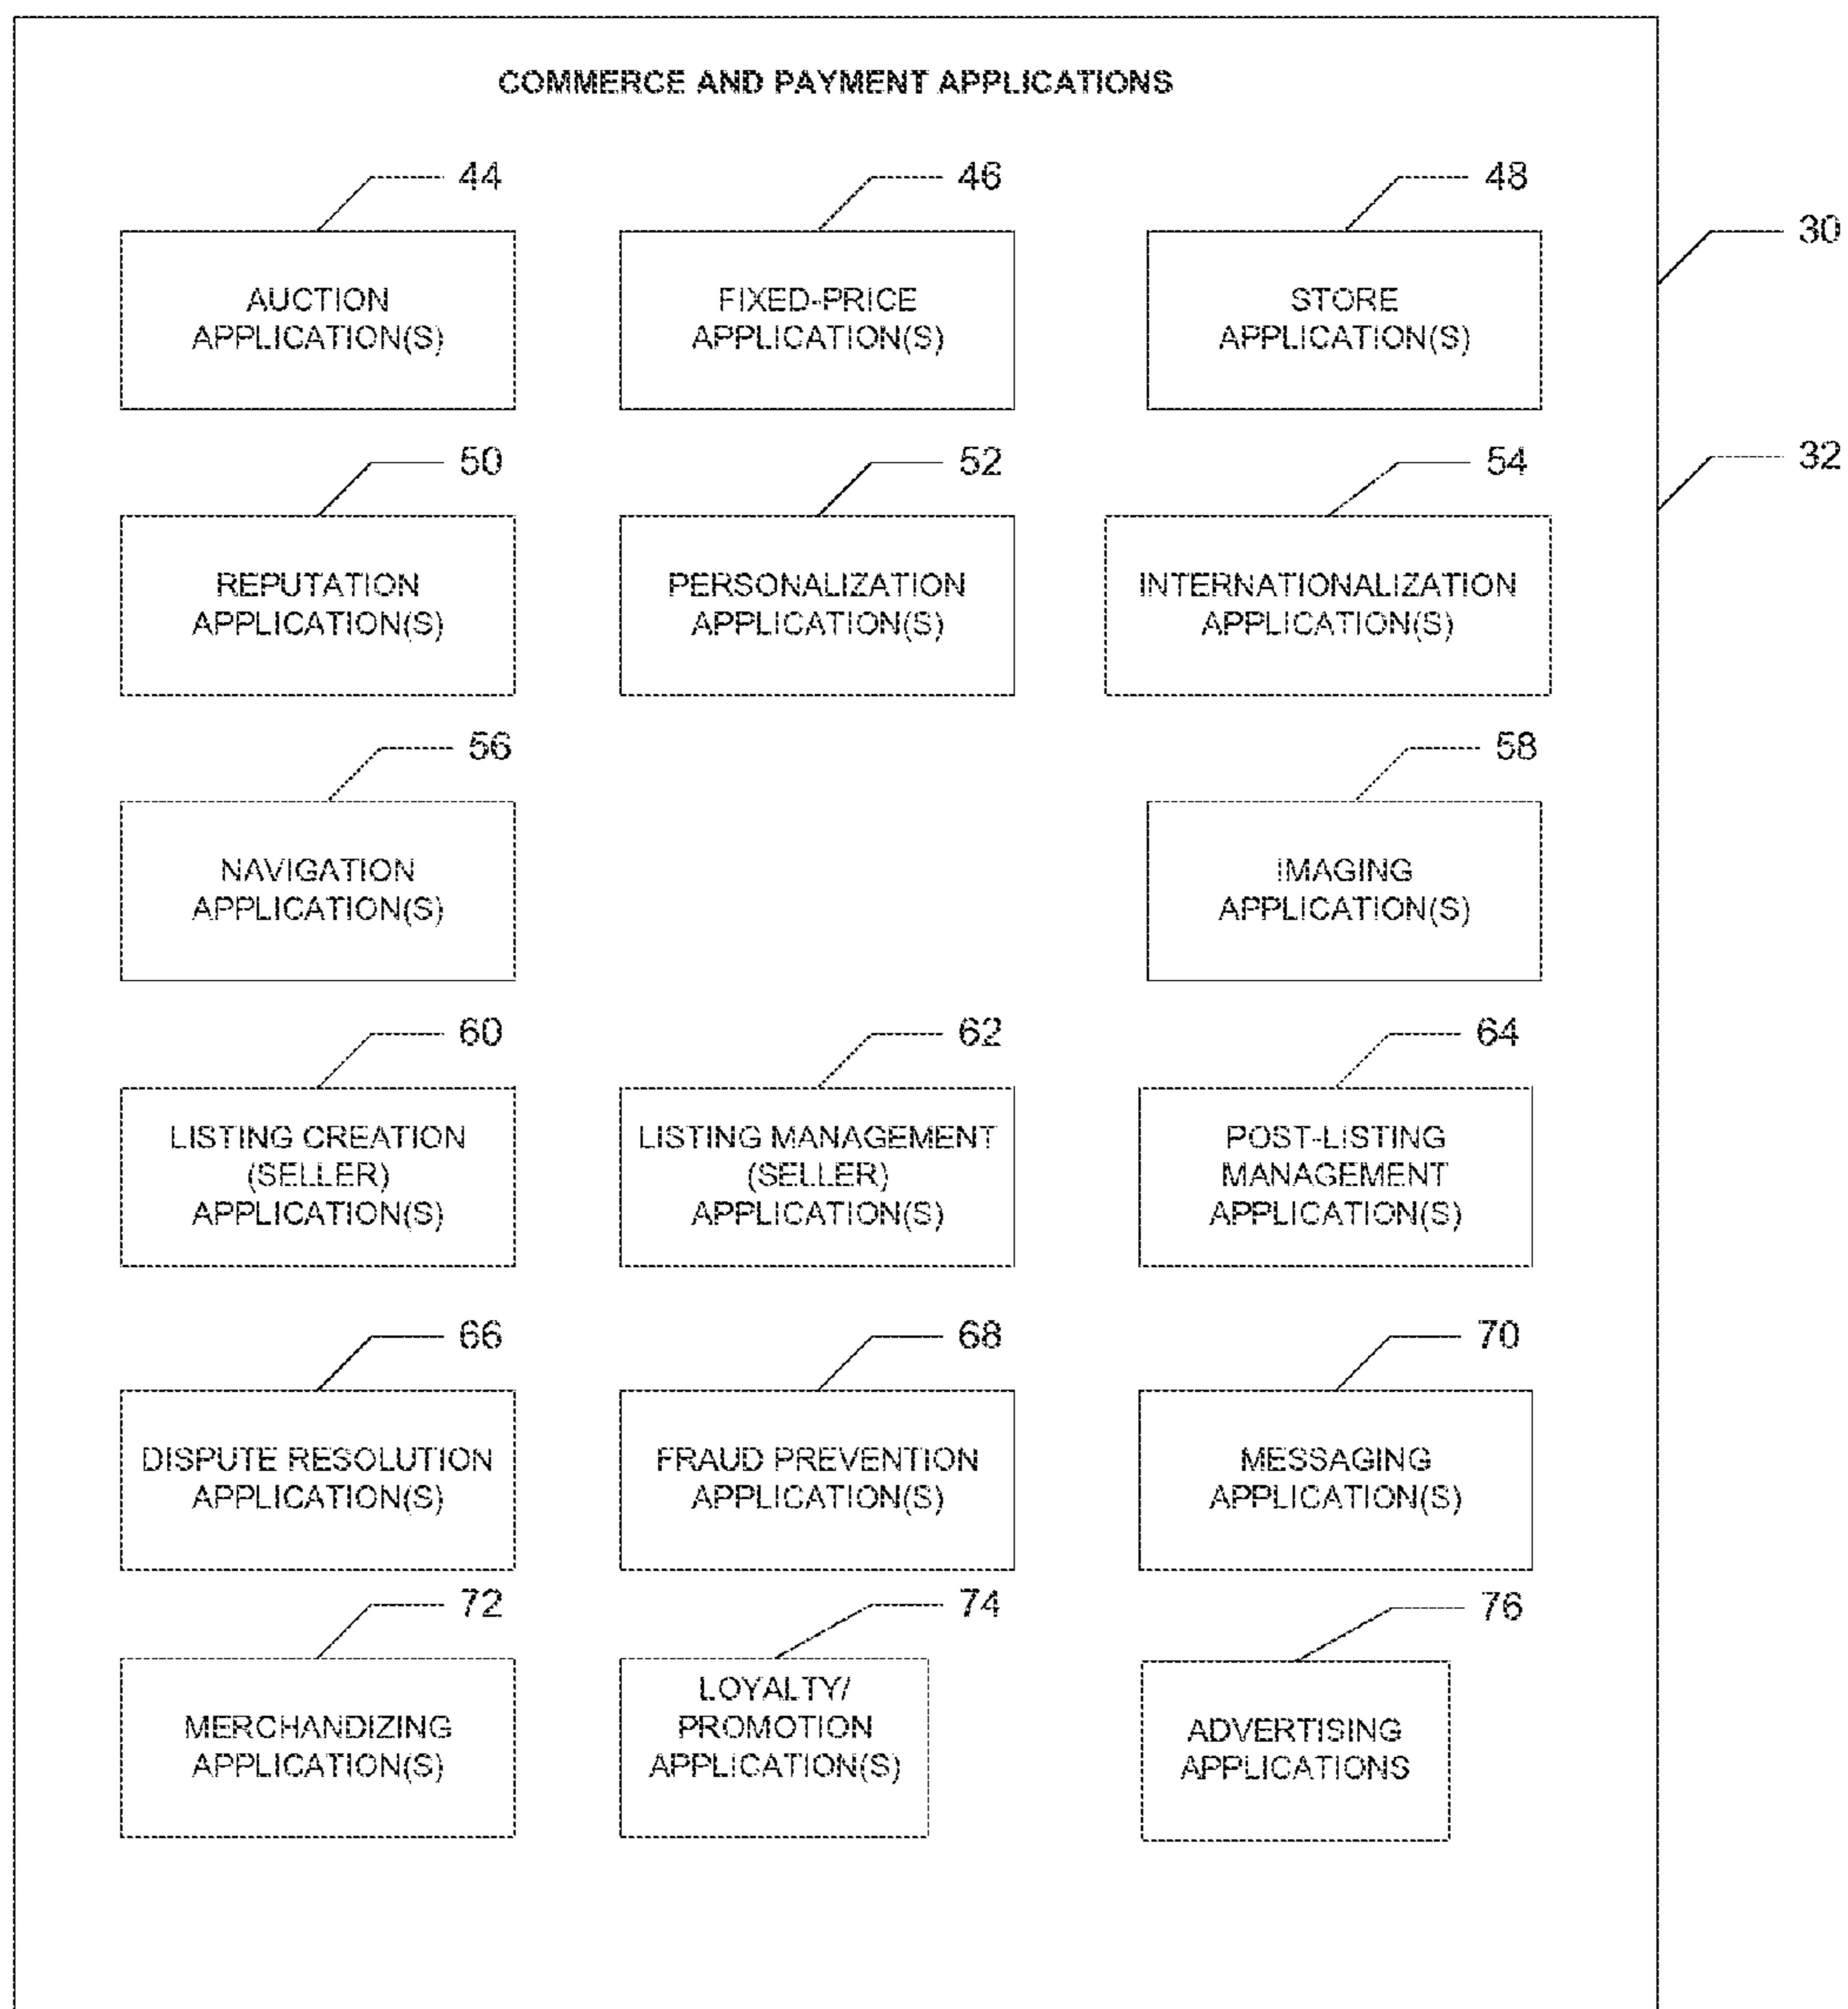 COMMERCE AND PAYMENT APPLICATIONS
44
46
48
30
AUCTION
APPLICATION(S)
FIXED-PRICE
APPLICATION(S)
STORE
APPLICATION(S)
50
52
54
32
REPUTATION
APPLICATION(S)
PERSONALIZATION
APPLICATION(S)
INTERNATIONALIZATION
APPLICATION(S)
56
58
NAVIGATION
APPLICATION(S)
IMAGING
APPLICATION(S)
60
62
64
LISTING CREATION
(SELLER)
APPLICATION(S)
LISTING MANAGEMENT
(SELLER)
APPLICATION(S)
POST-LISTING
MANAGEMENT
APPLICATION(S)
66
68
70
DISPUTE RESOLUTION
APPLICATION(S)
FRAUD PREVENTION
APPLICATION(S)
MESSAGING
APPLICATION(S)
72
74
76
MERCHANDIZING
APPLICATION(S)
LOYALTY/
PROMOTION
APPLICATION(S)
ADVERTISING
APPLICATIONS